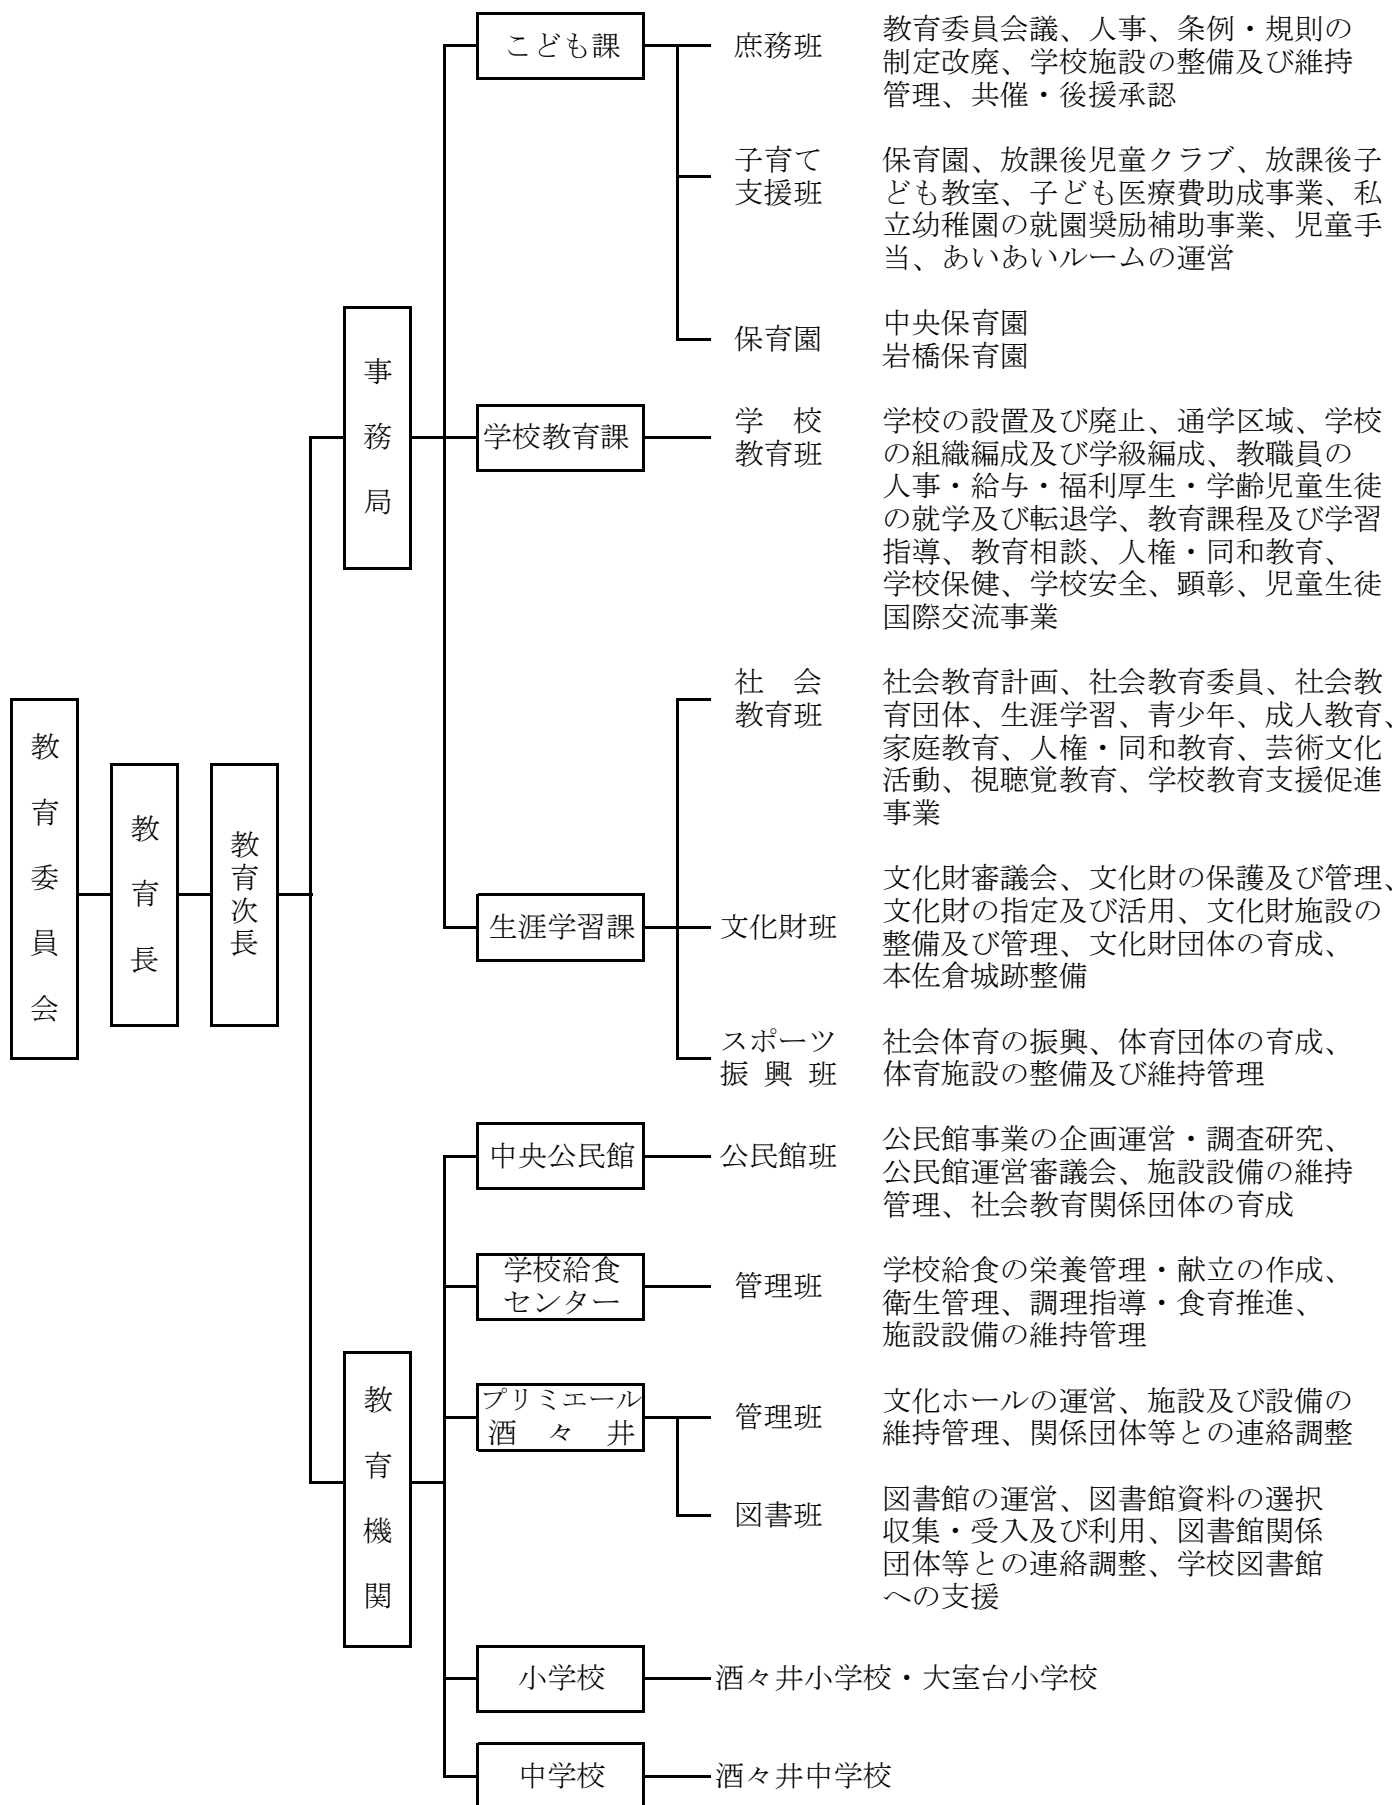 教育委員会
教育長
教育次長
事務局
こども課
庶務班
教育委員会議、人事、条例・規則の
制定改廃、学校施設の整備及び維持
管理、共催・後援承認
子育て
支援班
保育園、放課後児童クラブ、放課後子
ども教室、子ども医療費助成事業、私
立幼稚園の就園奨励補助事業、児童手
当、あいあいルームの運営
保育園
中央保育園
岩橋保育園
学校教育課
学 校
教育班
学校の設置及び廃止、通学区域、学校
の組織編成及び学級編成、教職員の
人事・給与・福利厚生・学齢児童生徒
の就学及び転退学、教育課程及び学習
指導、教育相談、人権・同和教育、
学校保健、学校安全、顕彰、児童生徒
国際交流事業
生涯学習課
社 会
教育班
社会教育計画、社会教育委員、社会教
育団体、生涯学習、青少年、成人教育、
家庭教育、人権・同和教育、芸術文化
活動、視聴覚教育、学校教育支援促進
事業
文化財班
文化財審議会、文化財の保護及び管理、
文化財の指定及び活用、文化財施設の
整備及び管理、文化財団体の育成、
本佐倉城跡整備
スポーツ
振 興 班
社会体育の振興、体育団体の育成、
体育施設の整備及び維持管理
教育機関
中央公民館
公民館班
公民館事業の企画運営・調査研究、
公民館運営審議会、施設設備の維持
管理、社会教育関係団体の育成
学校給食
センター
管理班
学校給食の栄養管理・献立の作成、
衛生管理、調理指導・食育推進、
施設設備の維持管理
プリミエール
酒 々 井
管理班
文化ホールの運営、施設及び設備の
維持管理、関係団体等との連絡調整
図書班
図書館の運営、図書館資料の選択
収集・受入及び利用、図書館関係
団体等との連絡調整、学校図書館
への支援
小学校
酒々井小学校・大室台小学校
中学校
酒々井中学校